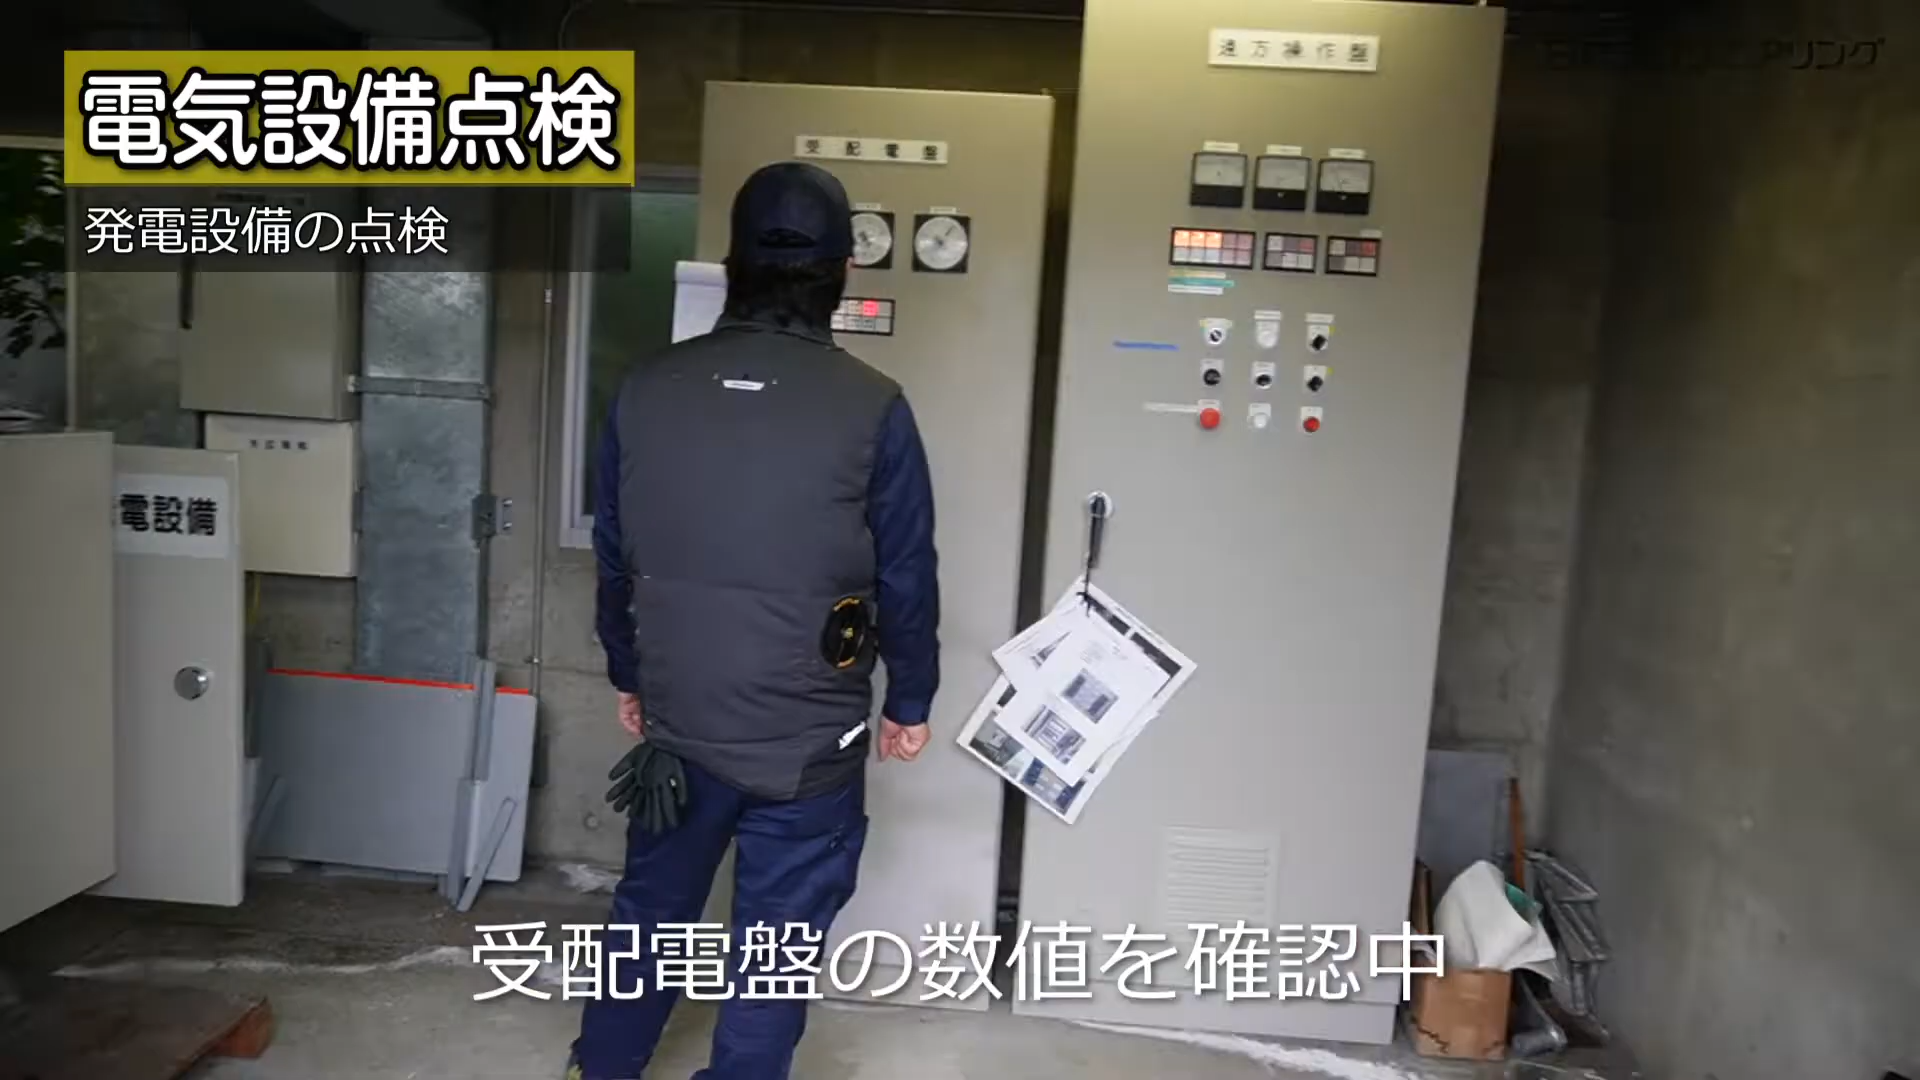 電気設備点検
発電設備の点検
遠方操作盤
受配電盤
電設備
受配電盤の数値を確認中